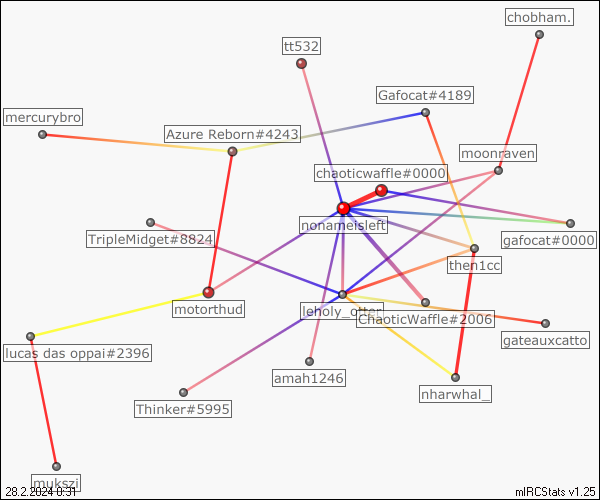 chobham.
tt532
Gafocat#4189
mercurybro
Azure Reborn#4243
moonraven
chaoticwaffle#0000
nonameisleft
TripleMidget#8824
gafocat#0000
then1cc
motorthud
leholy_otter
ChaoticWaffle#2006
lucas das oppai#2396
gateauxcatto
amah1246
nharwhal_
Thinker#5995
mukszi
28.2.2024 0:31
mIRCStats v1.25